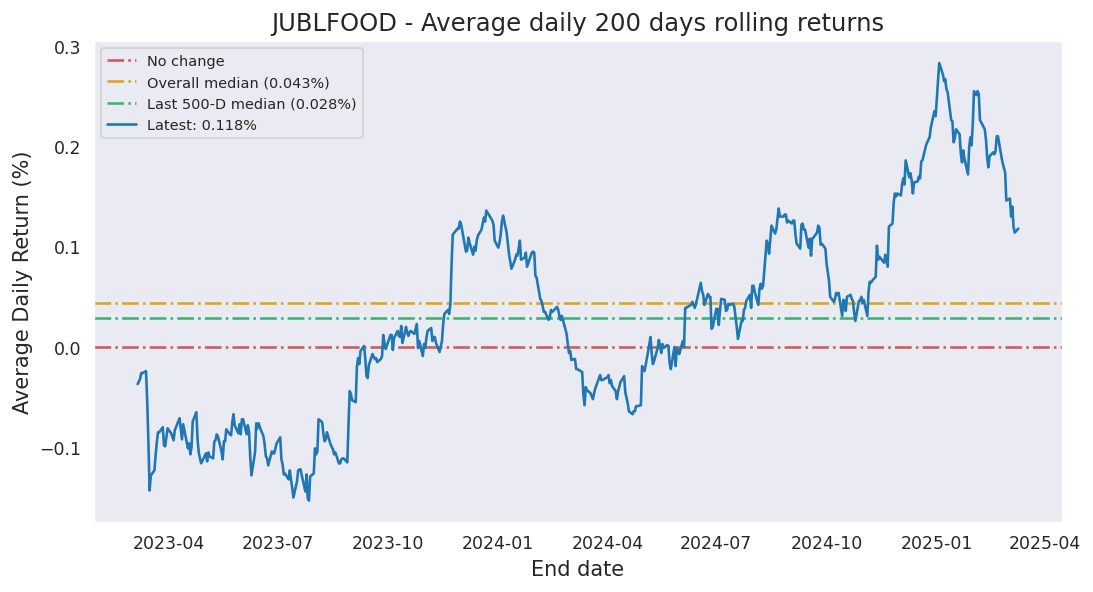 JUBLFOOD - Average daily 200 days rolling returns
0.3
0.2
0.1
0.0
−0.1
Average Daily Return (%)
No change
Overall median (0.043%)
Last 500-D median (0.028%)
Latest: 0.118%
2023-04 2023-07 2023-10 2024-01 2024-04 2024-07 2024-10 2025-01 2025-04
End date